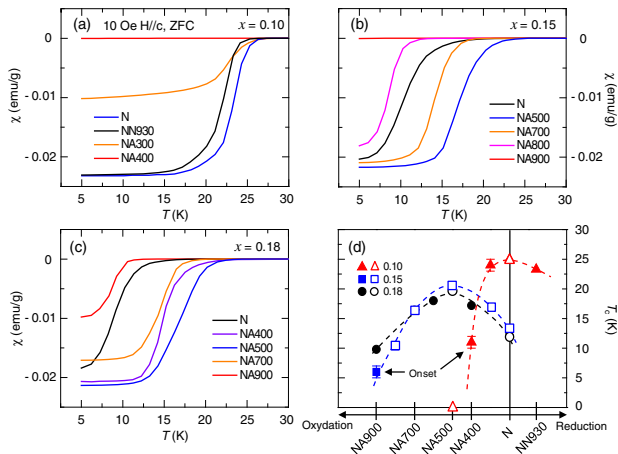 (a) 10 Oe H//c, ZFC x = 0.10
0
-0.01
-0.02
χ (emu/g)
N
NN930
NA300
NA400
5 10 15 20 25 30
T (K)
(b) x = 0.15
0
-0.01
-0.02
χ (emu/g)
N
NA500
NA700
NA800
NA900
5 10 15 20 25 30
T (K)
(c) x = 0.18
0
-0.01
-0.02
χ (emu/g)
N
NA400
NA500
NA700
NA900
5 10 15 20 25 30
T (K)
(d)
0.10
0.15
0.18
Onset
30
25
20
15
10
5
0
Tc (K)
Oxydation
Reduction
NA900
NA700
NA500
NA400
N
NN930